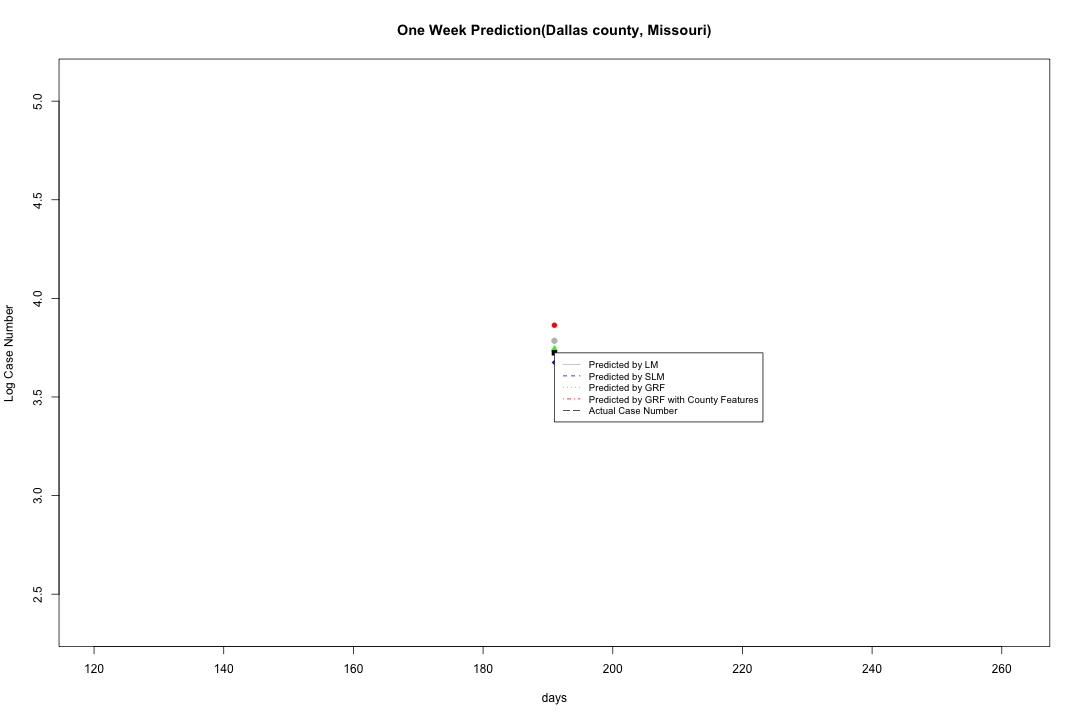 One Week Prediction(Dallas county, Missouri)
Log Case Number
5.0
4.5
4.0
3.5
3.0
2.5
Predicted by LM
Predicted by SLM
Predicted by GRF
Predicted by GRF with County Features
Actual Case Number
120 140 160 180 200 220 240 260
days